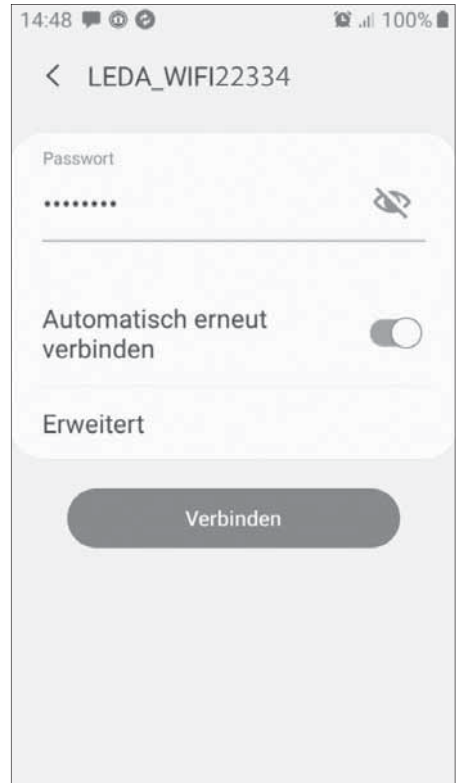 14:48 100%
LEDA_WIFI22334
Passwort
••••••••
Automatisch erneut
verbinden
Erweitert
Verbinden